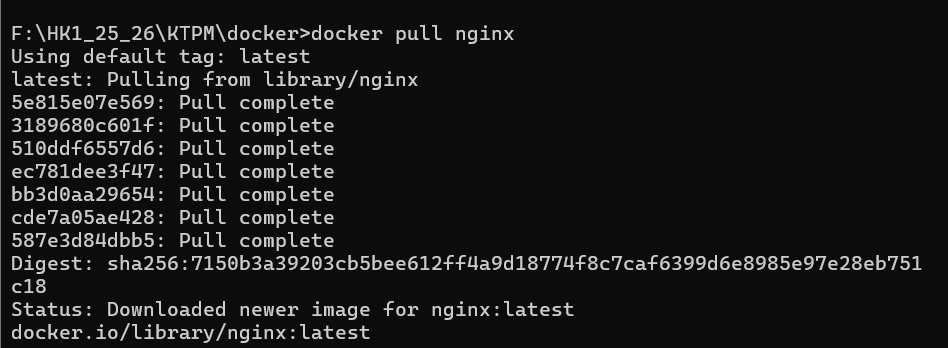 F:\HK1_25_26\KTPM\docker>docker pull nginx
Using default tag: latest
latest: Pulling from library/nginx
5e815e07e569: Pull complete
3189680c601f: Pull complete
510ddf6557d6: Pull complete
ec781dee3f47: Pull complete
bb3d0aa29654: Pull complete
cde7a05ae428: Pull complete
587e3d84dbb5: Pull complete
Digest: sha256:7150b3a39203cb5bee612ff4a9d18774f8c7caf6399d6e8985e97e28eb751
c18
Status: Downloaded newer image for nginx:latest
docker.io/library/nginx:latest